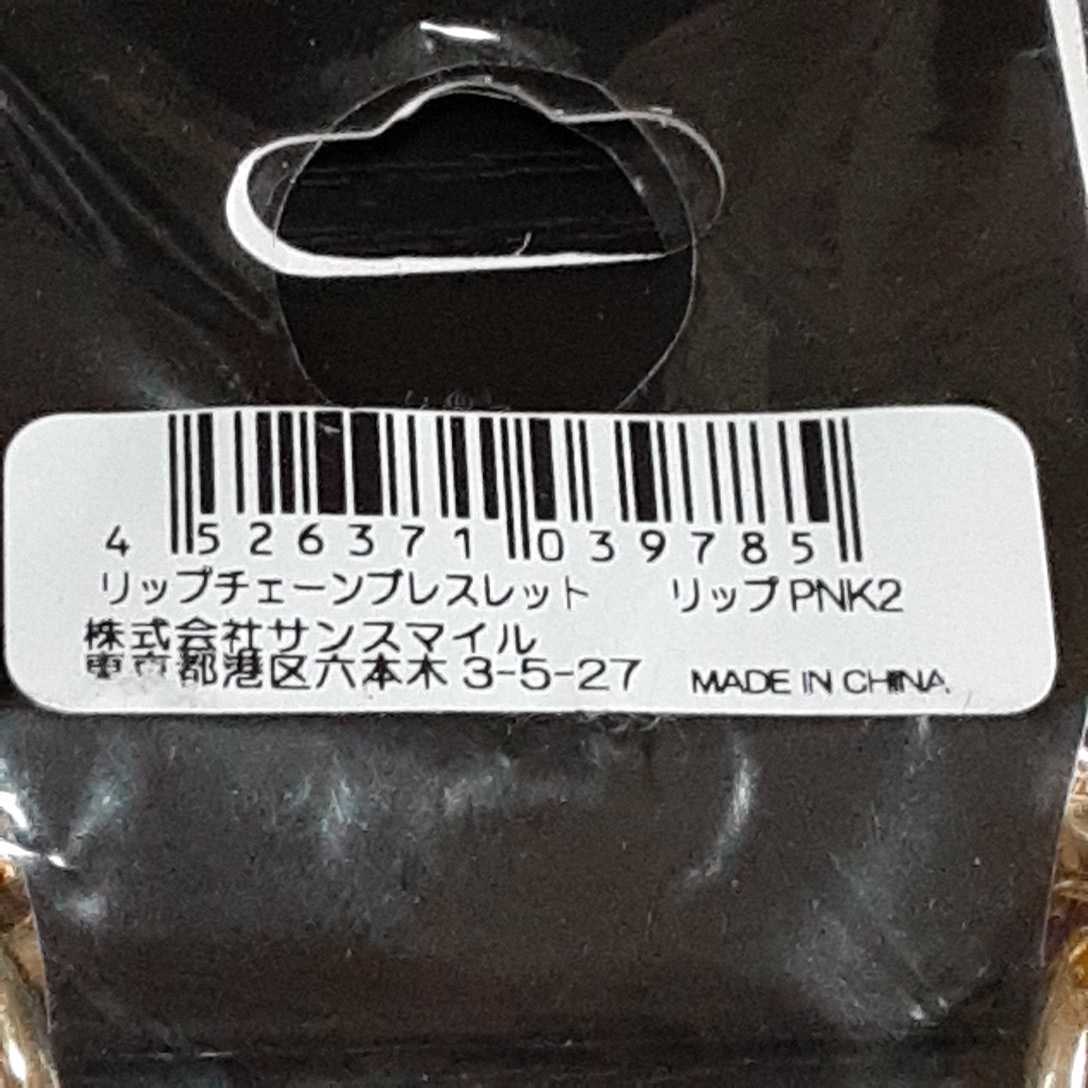 4 526371 039785
リップチェーンブレスレット リップPNK2
株式会社サンスマイル
東京都港区六本木3-5-27 MADE IN CHINA